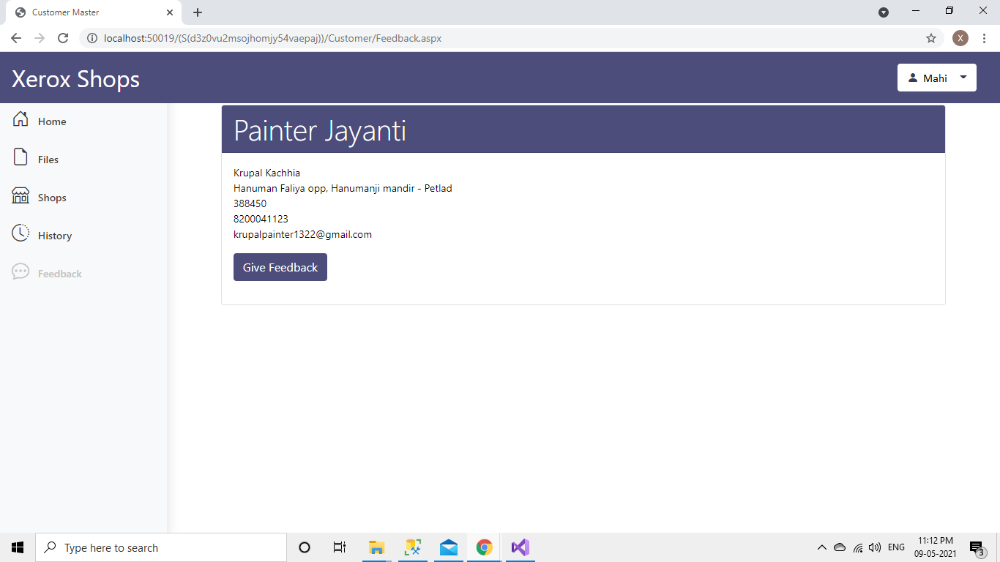 Customer Master
localhost:50019/(S(d3z0vu2msojhomjy54vaepaj))/Customer/Feedback.aspx
X
Xerox Shops
Mahi
Home
Files
Shops
History
Feedback
Painter Jayanti
Krupal Kachhia
Hanuman Faliya opp, Hanumanji mandir - Petlad
388450
8200041123
krupalpainter1322@gmail.com
Give Feedback
Type here to search
ENG
11:12 PM
09-05-2021
3